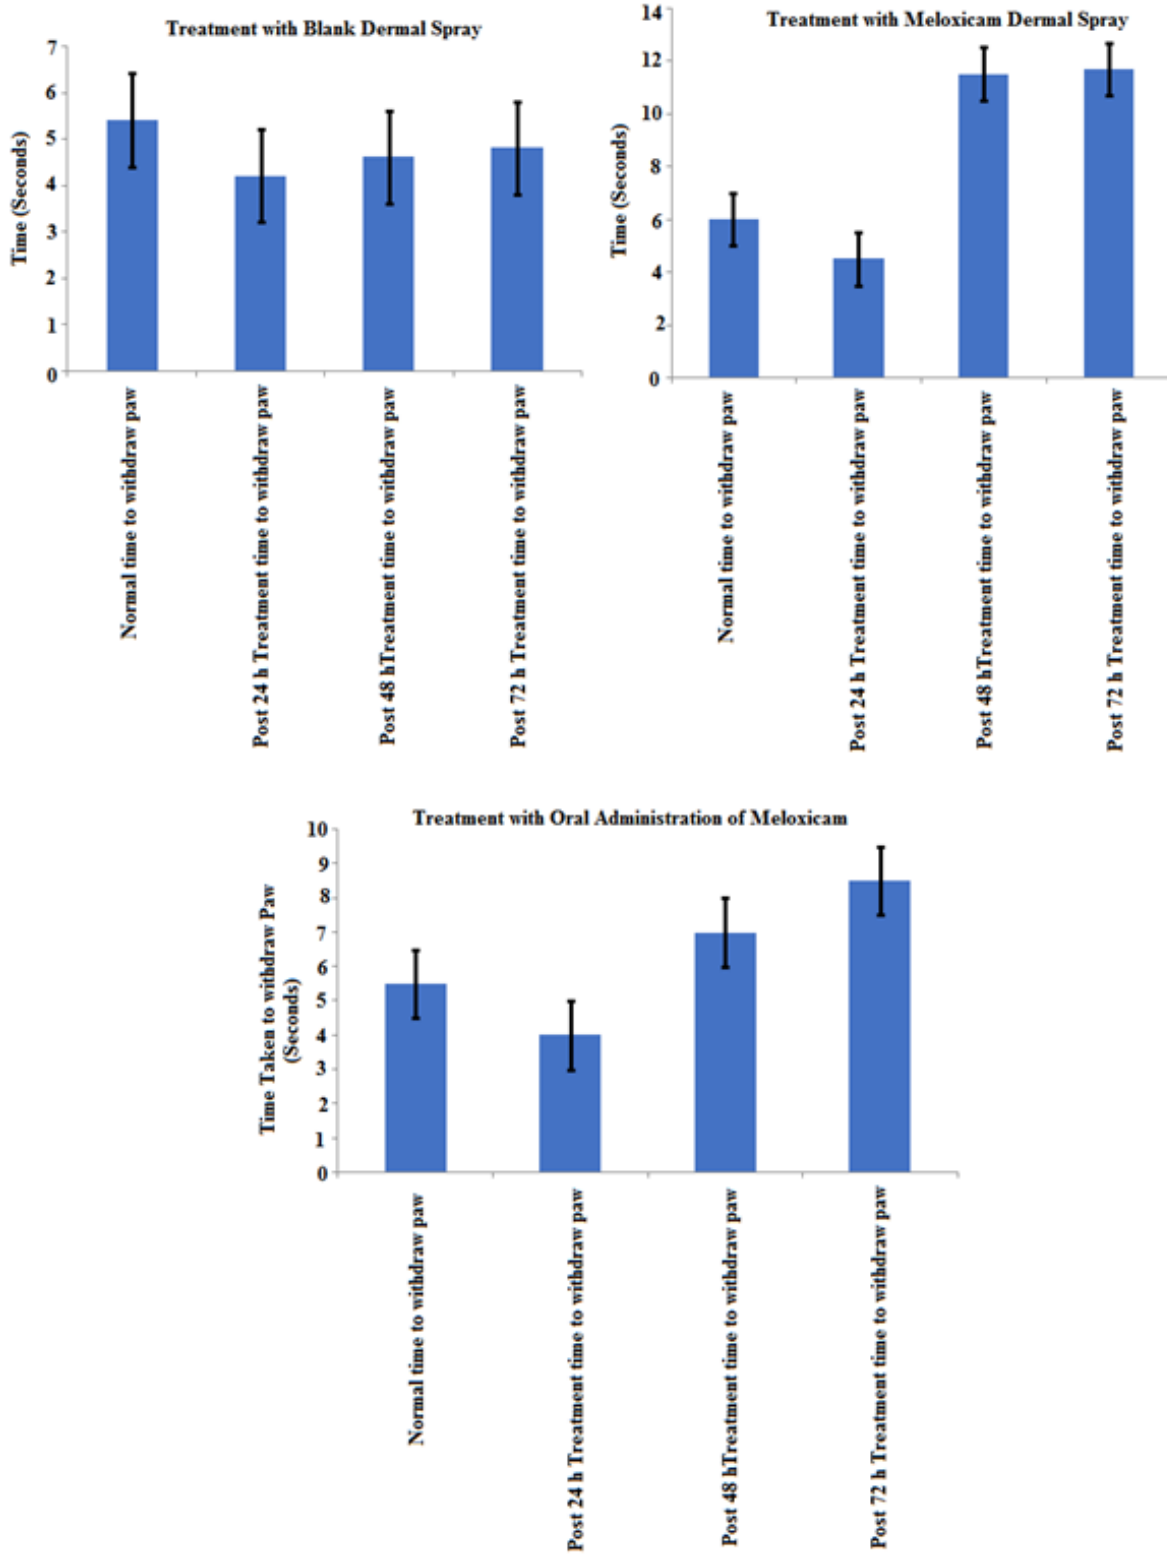 Treatment with Blank Dermal Spray
Time (Seconds)
7
6
5
4
3
2
1
0
Normal time to withdraw paw
Post 24 h Treatment time to withdraw paw
Post 48 hTreatment time to withdraw paw
Post 72 h Treatment time to withdraw paw
Treatment with Meloxicam Dermal Spray
Time (Seconds)
14
12
10
8
6
4
2
0
Normal time to withdraw paw
Post 24 h Treatment time to withdraw paw
Post 48 hTreatment time to withdraw paw
Post 72 h Treatment time to withdraw paw
Treatment with Oral Administration of Meloxicam
Time Taken to withdraw Paw
(Seconds)
10
9
8
7
6
5
4
3
2
1
0
Normal time to withdraw paw
Post 24 h Treatment time to withdraw paw
Post 48 hTreatment time to withdraw paw
Post 72 h Treatment time to withdraw paw